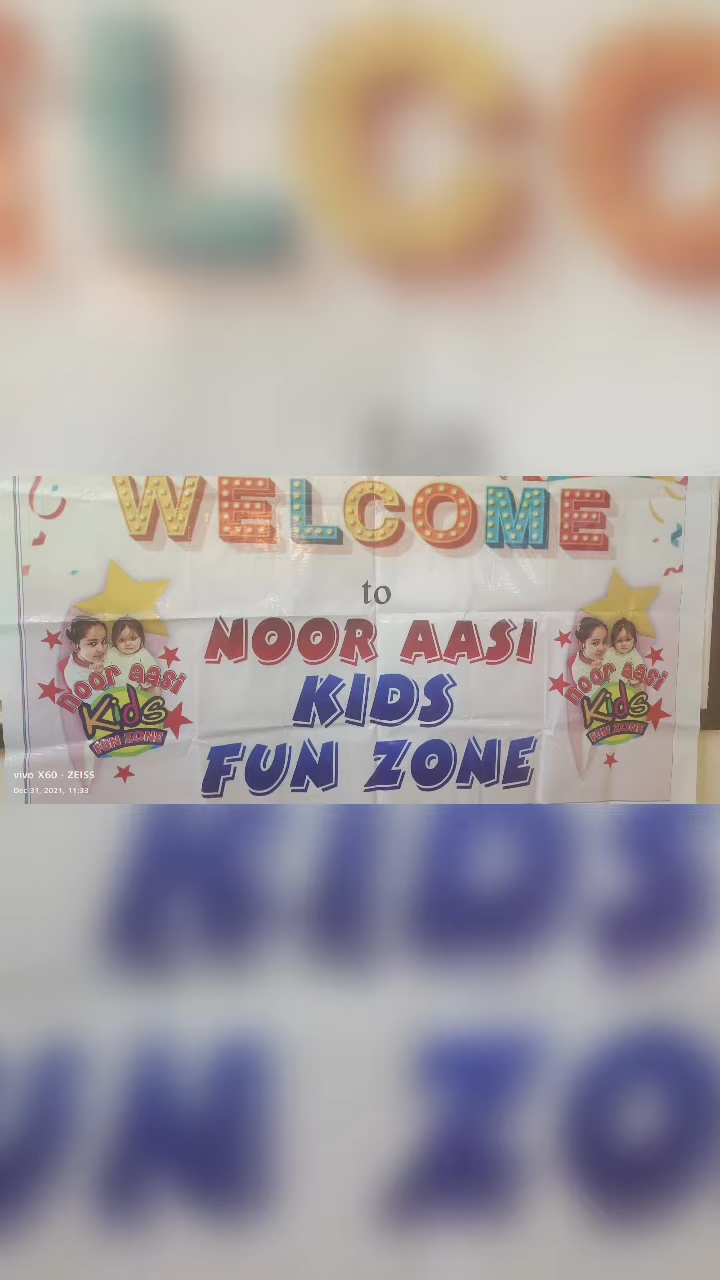 WELCOME
to
NOOR AASI
KIDS
FUN ZONE
noor aasi
Kids
FUN ZONE
noor aasi
Kids
FUN ZONE
vivo X60 · ZEISS
Dec 31, 2021, 11:33